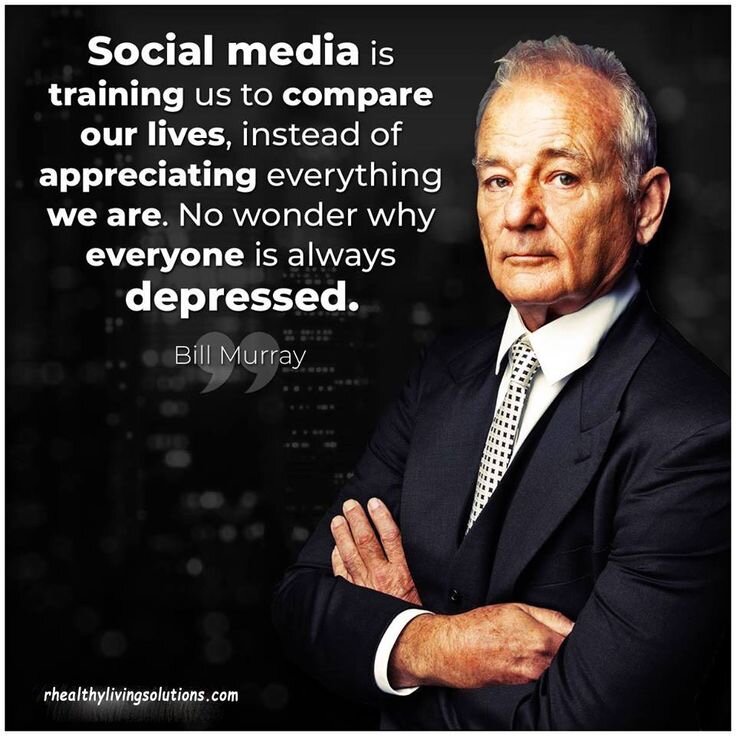 Social media is
training us to compare
our lives, instead of
appreciating everything
we are. No wonder why
everyone is always
depressed.
Bill Murray
rhealthylivingsolutions.com